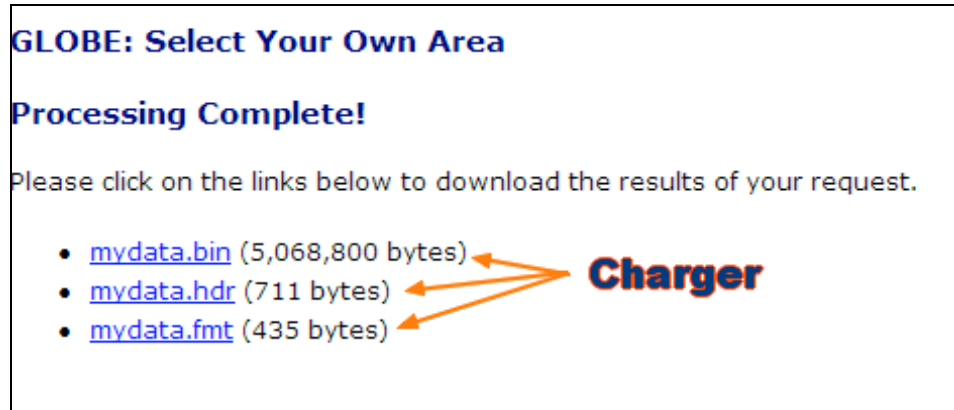 GLOBE: Select Your Own Area
Processing Complete!
Please click on the links below to download the results of your request.
• mydata.bin (5,068,800 bytes)
• mydata.hdr (711 bytes)
• mydata.fmt (435 bytes)
Charger